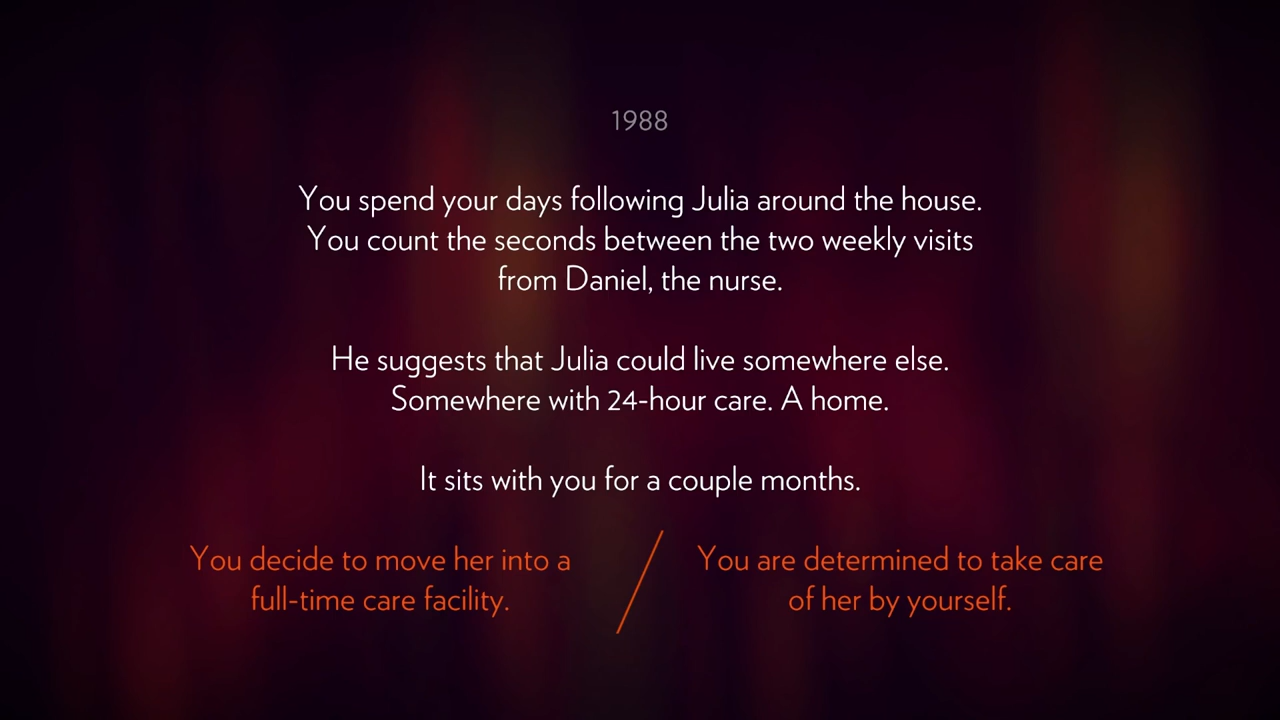 1988
You spend your days following Julia around the house.
You count the seconds between the two weekly visits
from Daniel, the nurse.
He suggests that Julia could live somewhere else.
Somewhere with 24-hour care. A home.
It sits with you for a couple months.
You decide to move her into a
full-time care facility.
You are determined to take care
of her by yourself.